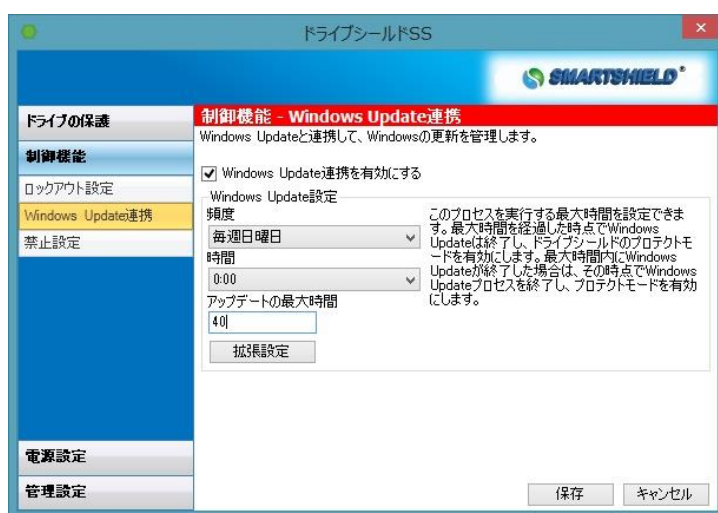 ドライブシールドSS
SMARTSHIELD
ドライブの保護
制御機能
ロックアウト設定
Windows Update連携
禁止設定
電源設定
管理設定
制御機能 - Windows Update連携
Windows Updateと連携して、Windowsの更新を管理します。
Windows Update連携を有効にする
Windows Update設定
頻度
毎週日曜日
時間
0:00
アップデートの最大時間
40
拡張設定
このプロセスを実行する最大時間を設定できま
す。最大時間を経過した時点でWindows
Updateは終了し、ドライブシールドのプロテクトモ
ードを有効にします。最大時間内にWindows
Updateが終了した場合は、その時点でWindows
Updateプロセスを終了し、プロテクトモードを有効
にします。
保存
キャンセル